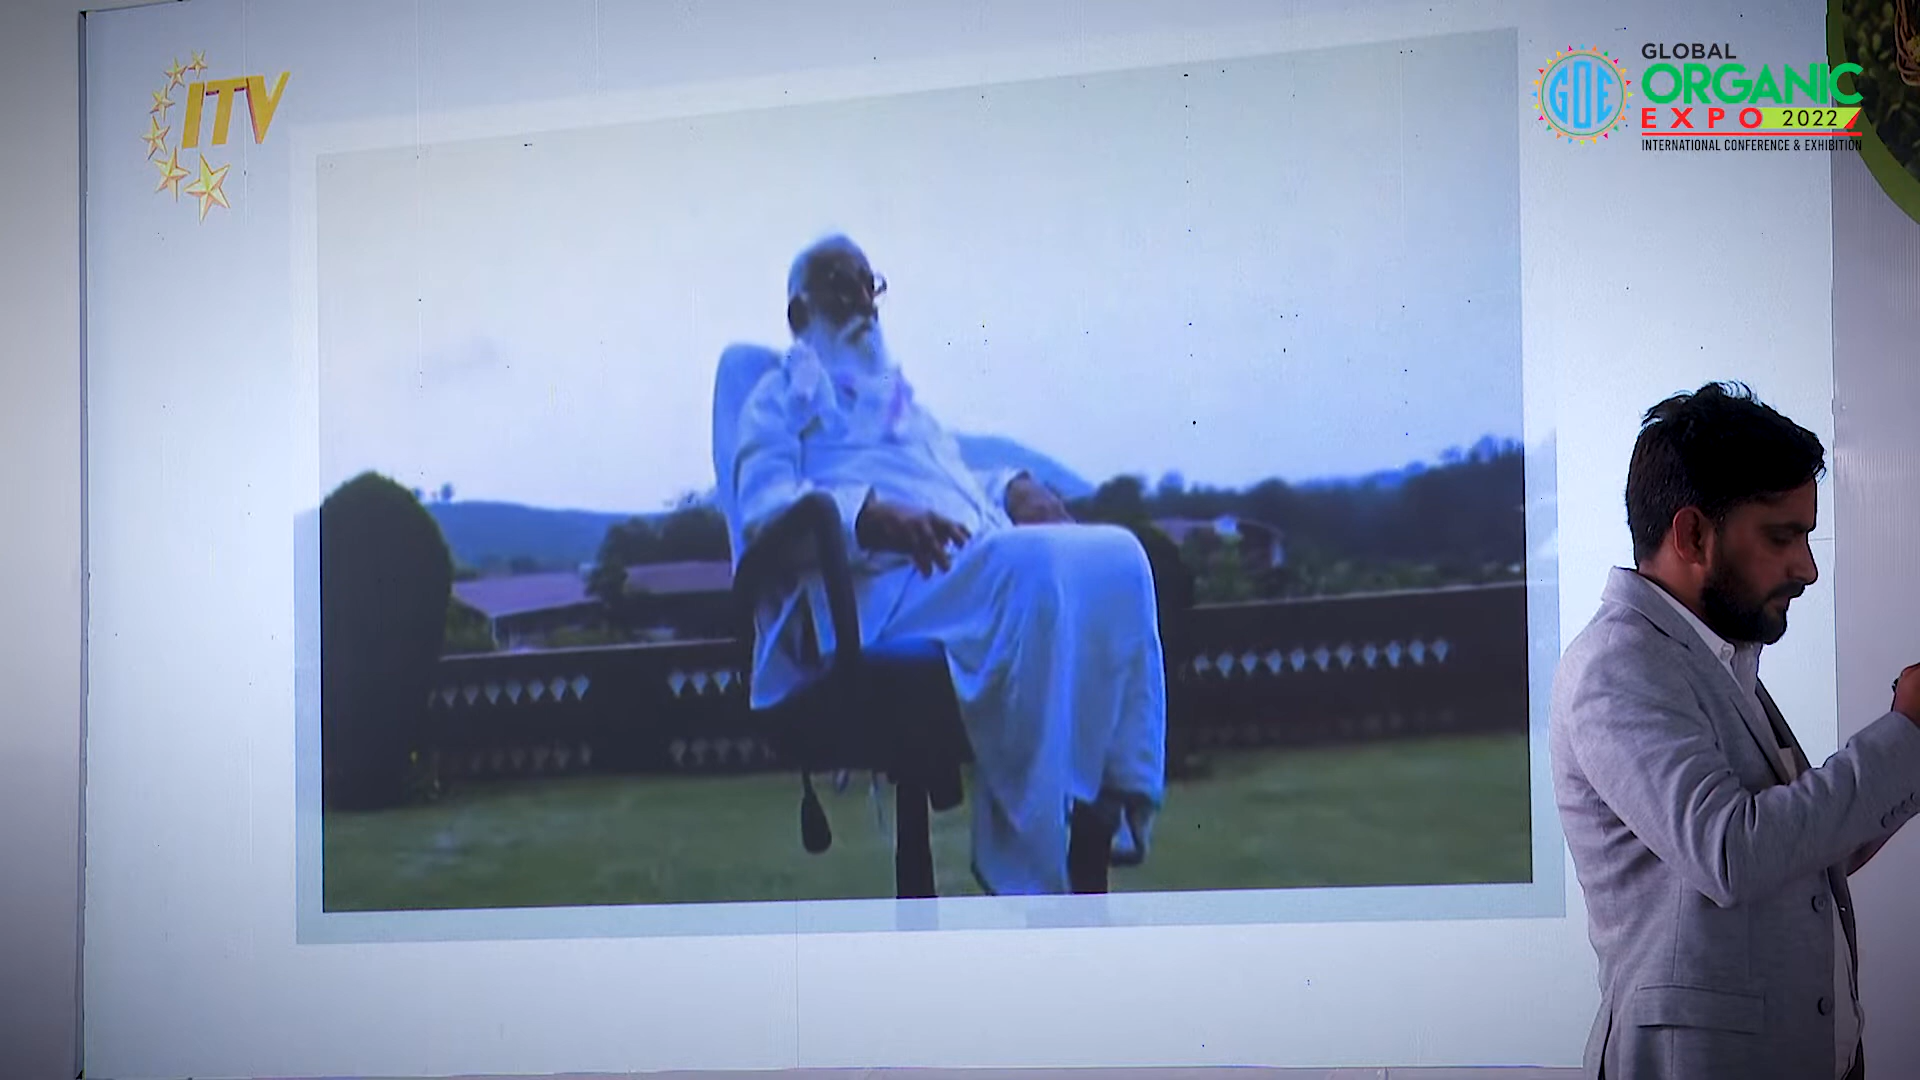 ITV
GOE
GLOBAL
ORGANIC
EXPO 2022
INTERNATIONAL CONFERENCE & EXHIBITION